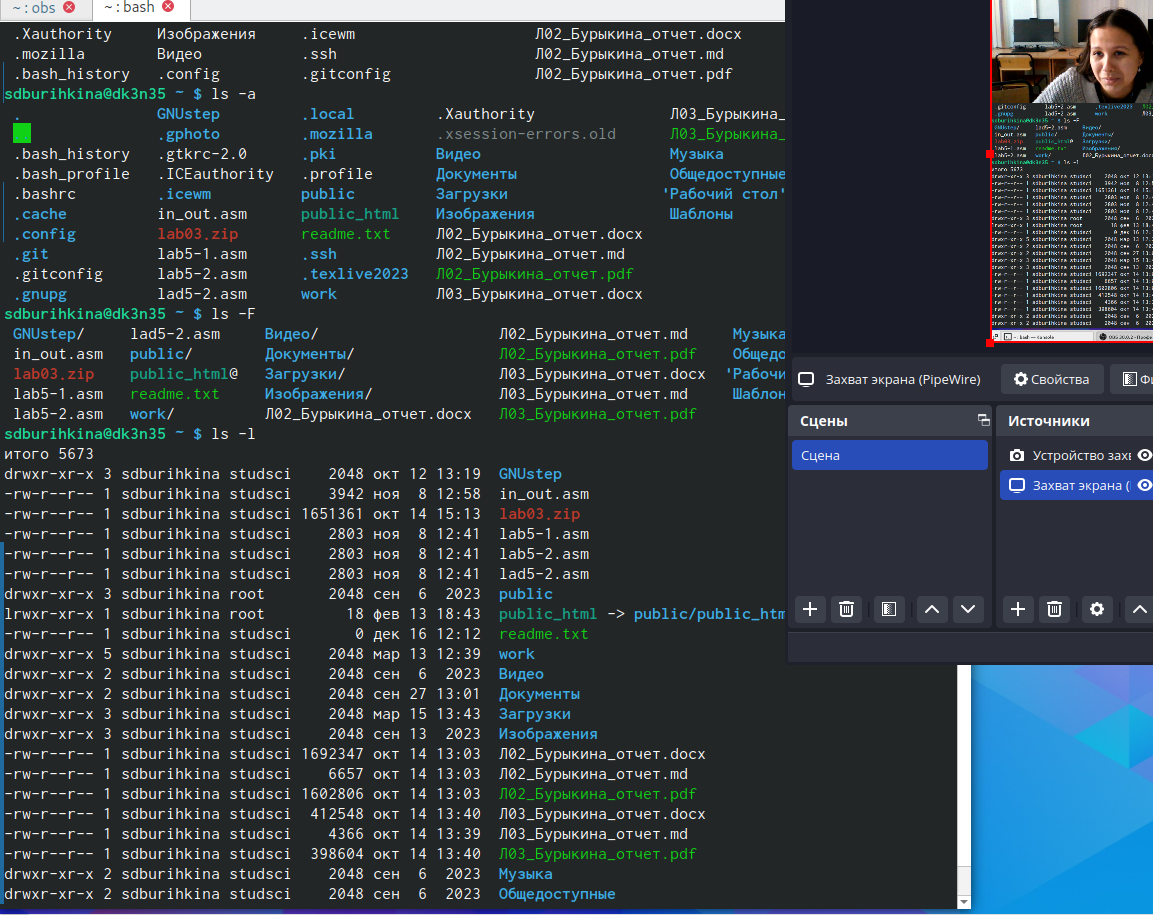 ~ : obs
~ : bash
.Xauthority Изображения .icewm Л02_Бурыкина_отчет.docx
.mozilla Видео .ssh Л02_Бурыкина_отчет.md
.bash_history .config .gitconfig Л02_Бурыкина_отчет.pdf
sdburihkina@dk3n35 ~ $ ls -a
. GNUstep .local .Xauthority Л03_Бурыкина_
.gphoto .mozilla .xsession-errors.old Л03_Бурыкина_
.bash_history .gtkrc-2.0 .pki Видео Музыка
.bash_profile .ICEauthority .profile Документы Общедоступные
.bashrc .icewm public Загрузки 'Рабочий стол'
.cache in_out.asm public_html Изображения Шаблоны
.config lab03.zip readme.txt Л02_Бурыкина_отчет.docx
.git lab5-1.asm .ssh Л02_Бурыкина_отчет.md
.gitconfig lab5-2.asm .texlive2023 Л02_Бурыкина_отчет.pdf
.gnupg lad5-2.asm work Л03_Бурыкина_отчет.docx
sdburihkina@dk3n35 ~ $ ls -F
GNUstep/ lad5-2.asm Видео/ Л02_Бурыкина_отчет.md Музыка
in_out.asm public/ Документы/ Л02_Бурыкина_отчет.pdf Общедо
lab03.zip public_html@ Загрузки/ Л03_Бурыкина_отчет.docx 'Рабочи
lab5-1.asm readme.txt Изображения/ Л03_Бурыкина_отчет.md Шаблон
lab5-2.asm work/ Л02_Бурыкина_отчет.docx Л03_Бурыкина_отчет.pdf
sdburihkina@dk3n35 ~ $ ls -l
итого 5673
drwxr-xr-x 3 sdburihkina studsci 2048 окт 12 13:19 GNUstep
-rw-r--r-- 1 sdburihkina studsci 3942 ноя 8 12:58 in_out.asm
-rw-r--r-- 1 sdburihkina studsci 1651361 окт 14 15:13 lab03.zip
-rw-r--r-- 1 sdburihkina studsci 2803 ноя 8 12:41 lab5-1.asm
-rw-r--r-- 1 sdburihkina studsci 2803 ноя 8 12:41 lab5-2.asm
-rw-r--r-- 1 sdburihkina studsci 2803 ноя 8 12:41 lad5-2.asm
drwxr-xr-x 3 sdburihkina root 2048 сен 6 2023 public
lrwxr-xr-x 1 sdburihkina root 18 фев 13 18:43 public_html -> public/public_htm
-rw-r--r-- 1 sdburihkina studsci 0 дек 16 12:12 readme.txt
drwxr-xr-x 5 sdburihkina studsci 2048 мар 13 12:39 work
drwxr-xr-x 2 sdburihkina studsci 2048 сен 6 2023 Видео
drwxr-xr-x 2 sdburihkina studsci 2048 сен 27 13:01 Документы
drwxr-xr-x 3 sdburihkina studsci 2048 мар 15 13:43 Загрузки
drwxr-xr-x 3 sdburihkina studsci 2048 сен 13 2023 Изображения
-rw-r--r-- 1 sdburihkina studsci 1692347 окт 14 13:03 Л02_Бурыкина_отчет.docx
-rw-r--r-- 1 sdburihkina studsci 6657 окт 14 13:03 Л02_Бурыкина_отчет.md
-rw-r--r-- 1 sdburihkina studsci 1602806 окт 14 13:03 Л02_Бурыкина_отчет.pdf
-rw-r--r-- 1 sdburihkina studsci 412548 окт 14 13:40 Л03_Бурыкина_отчет.docx
-rw-r--r-- 1 sdburihkina studsci 4366 окт 14 13:39 Л03_Бурыкина_отчет.md
-rw-r--r-- 1 sdburihkina studsci 398604 окт 14 13:40 Л03_Бурыкина_отчет.pdf
drwxr-xr-x 2 sdburihkina studsci 2048 сен 6 2023 Музыка
drwxr-xr-x 2 sdburihkina studsci 2048 сен 6 2023 Общедоступные
Захват экрана (PipeWire) Свойства
Сцены
Сцена
Источники
Устройство захв
Захват экрана (